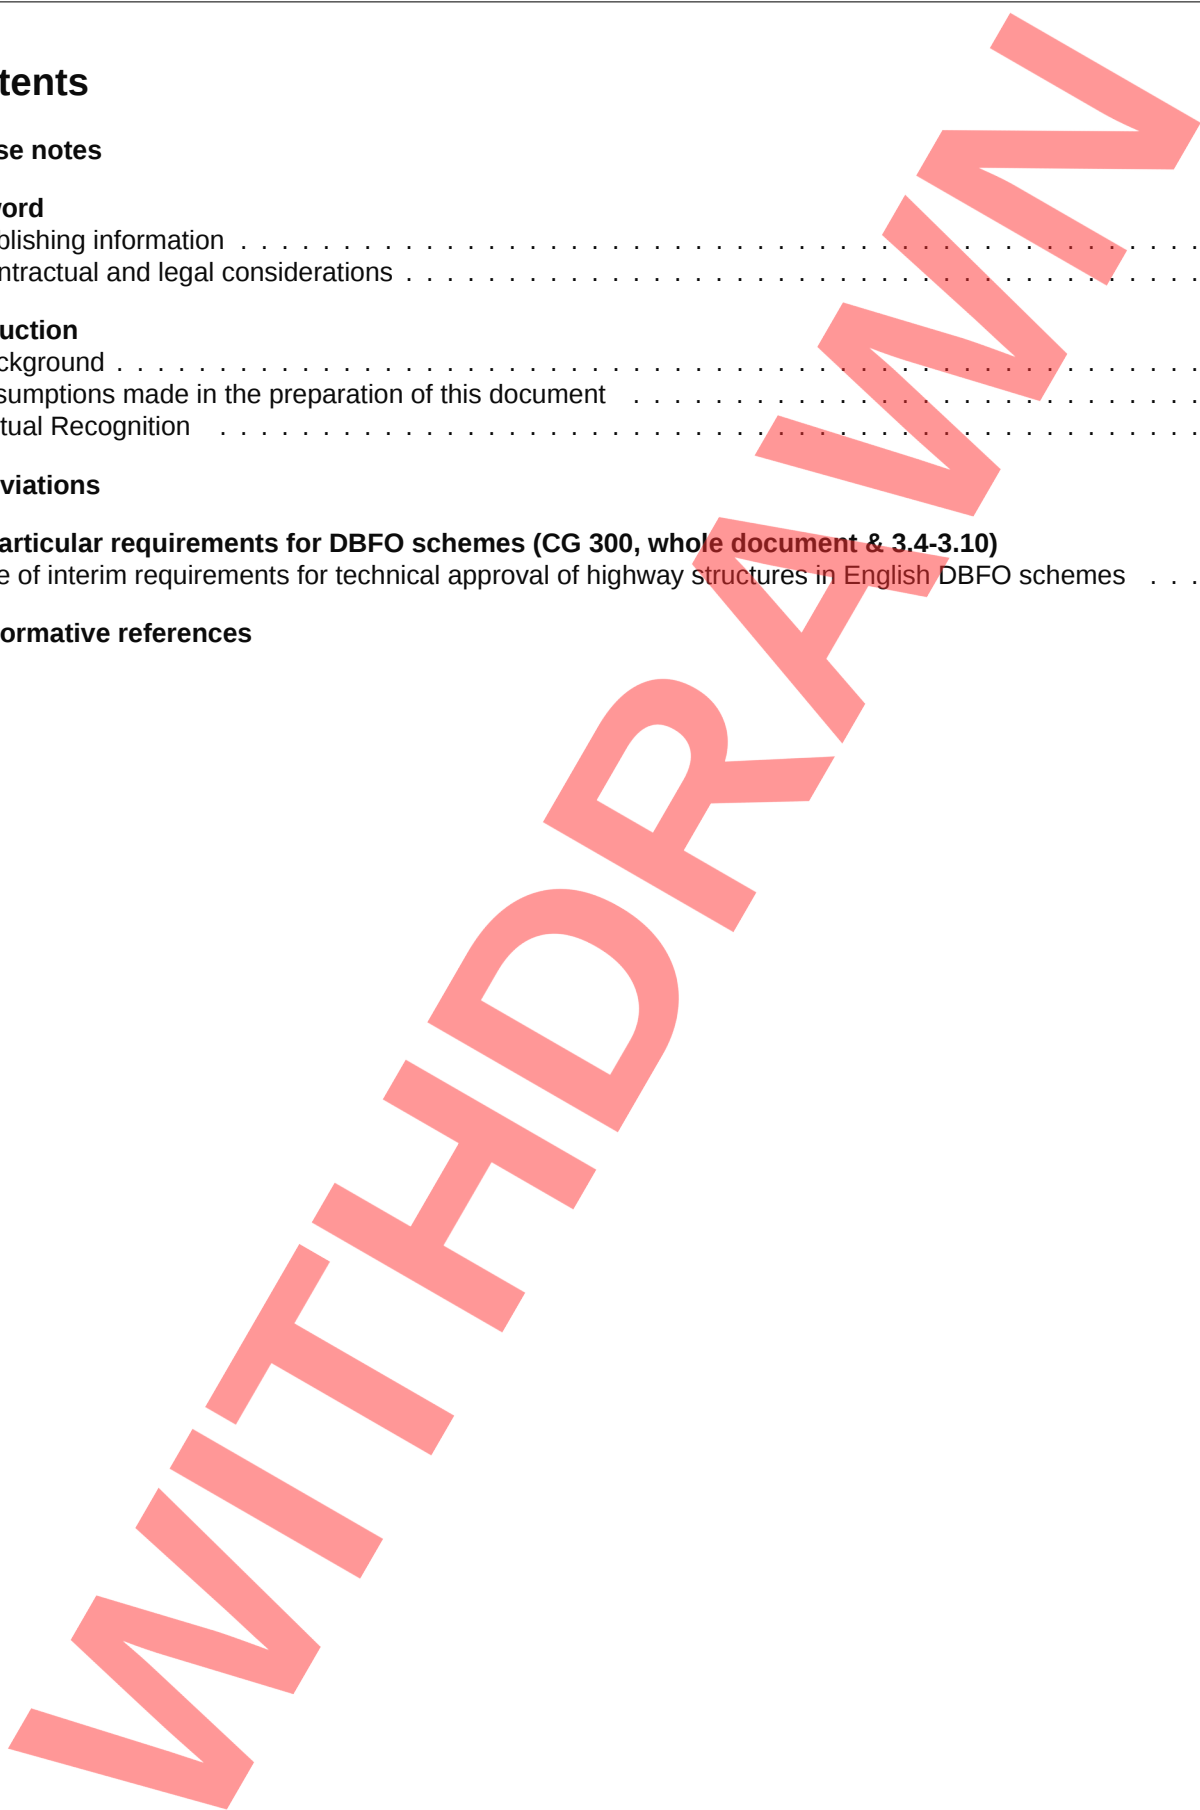 tents
se notes
ord
blishing information . . . . . . . . . . . . . . . . . . . . . . . . . . . . . . . . . . . . . . . . . . . . . . .
ntractual and legal considerations . . . . . . . . . . . . . . . . . . . . . . . . . . . . . . . . . . . . . . .
uction
ckground . . . . . . . . . . . . . . . . . . . . . . . . . . . . . . . . . . . . . . . . . . . . . . . . . . . . .
sumptions made in the preparation of this document . . . . . . . . . . . . . . . . . . . . . . . . . . . .
tual Recognition . . . . . . . . . . . . . . . . . . . . . . . . . . . . . . . . . . . . . . . . . . . . . . . .
viations
articular requirements for DBFO schemes (CG 300, whole document & 3.4-3.10)
e of interim requirements for technical approval of highway structures in English DBFO schemes . . .
ormative references
WITHDRAWN